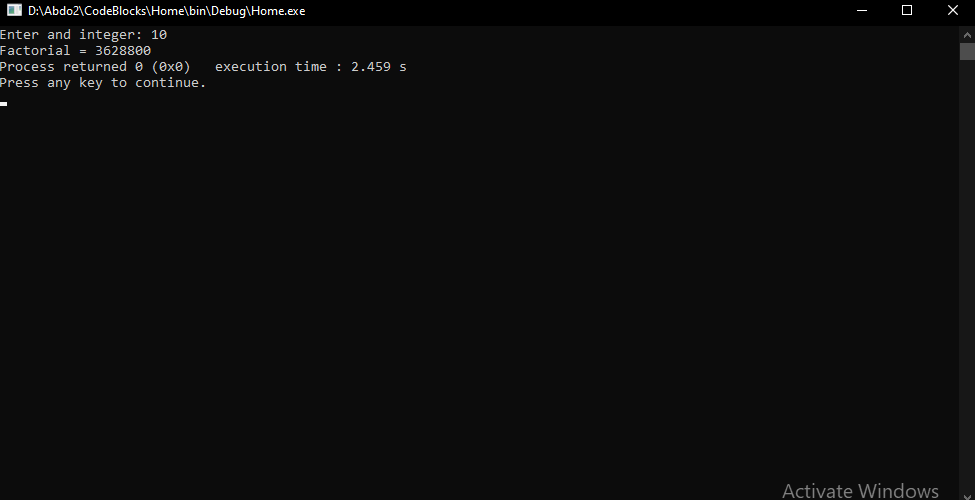 D:\Abdo2\CodeBlocks\Home\bin\Debug\Home.exe
Enter and integer: 10
Factorial = 3628800
Process returned 0 (0x0)   execution time : 2.459 s
Press any key to continue.
Activate Windows